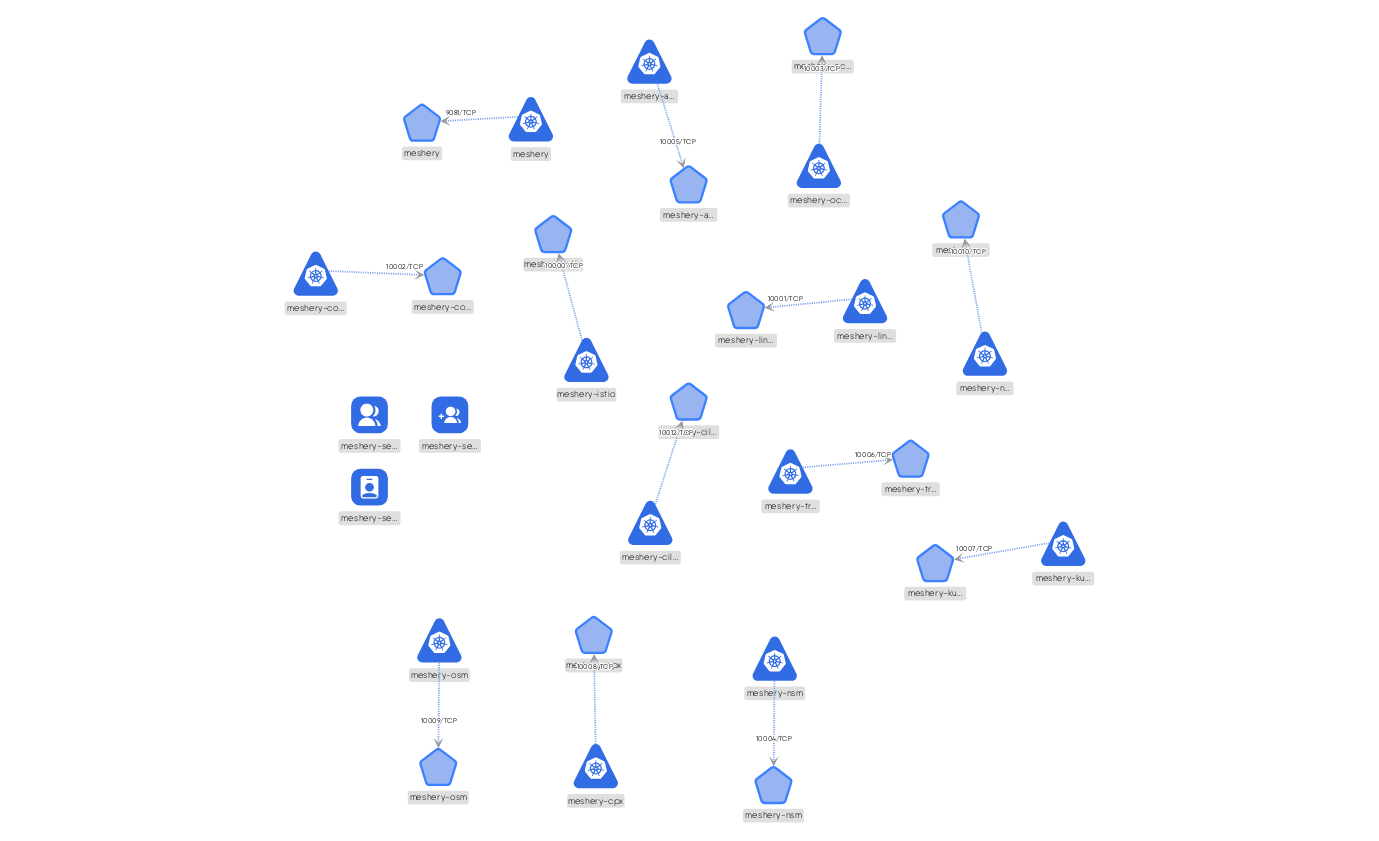 10003/TCP
meshery-a...
9081/TCP
meshery
meshery
10005/TCP
meshery-oc...
meshery-a...
10010/TCP
10002/TCP
10000/TCP
10001/TCP
meshery-co...
meshery-co...
meshery-lin...
meshery-lin...
meshery-n...
meshery-istio
10012/TCP
meshery-se...
meshery-se...
10006/TCP
meshery-tr...
meshery-tr...
meshery-se...
10007/TCP
meshery-cil...
meshery-ku...
meshery-ku...
10008/TCP
meshery-osm
meshery-nsm
10009/TCP
10004/TCP
meshery-osm
meshery-cpx
meshery-nsm